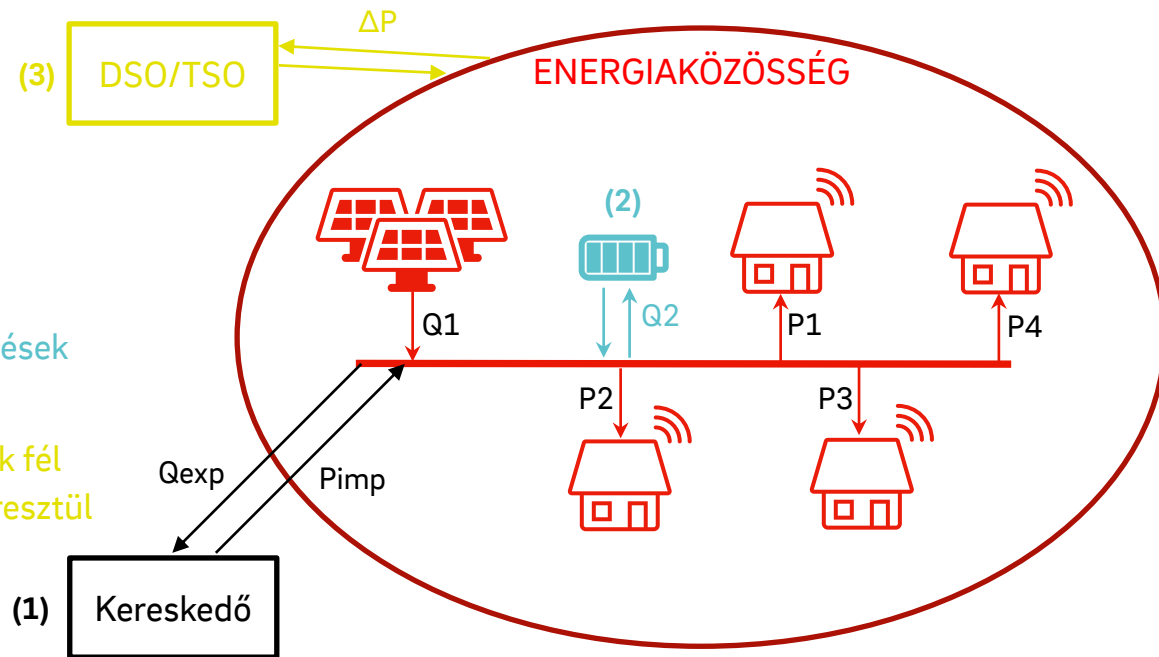 ΔP
(3) DSO/TSO
ENERGIAKÖZÖSSÉG
(2)
Q1
Q2
P1
P4
ések
P2
P3
k fél
resztül
Qexp
Pimp
(1) Kereskedő